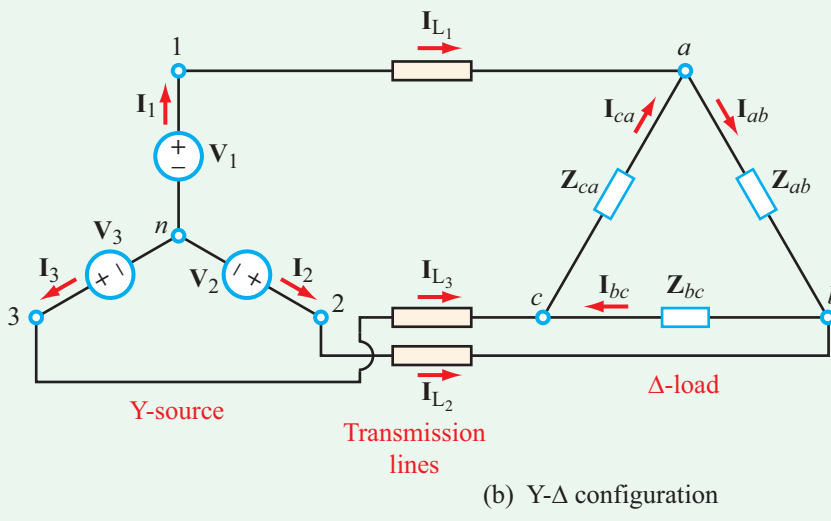 I_L1
1
a
I_1
I_ca
I_ab
+
−
V_1
Z_ca
Z_ab
n
V_3
I_3
+ −
V_2
− +
I_2
I_L3
I_bc
Z_bc
3
2
c
b
I_L2
Y-source
Δ-load
Transmission
lines
(b) Y-Δ configuration